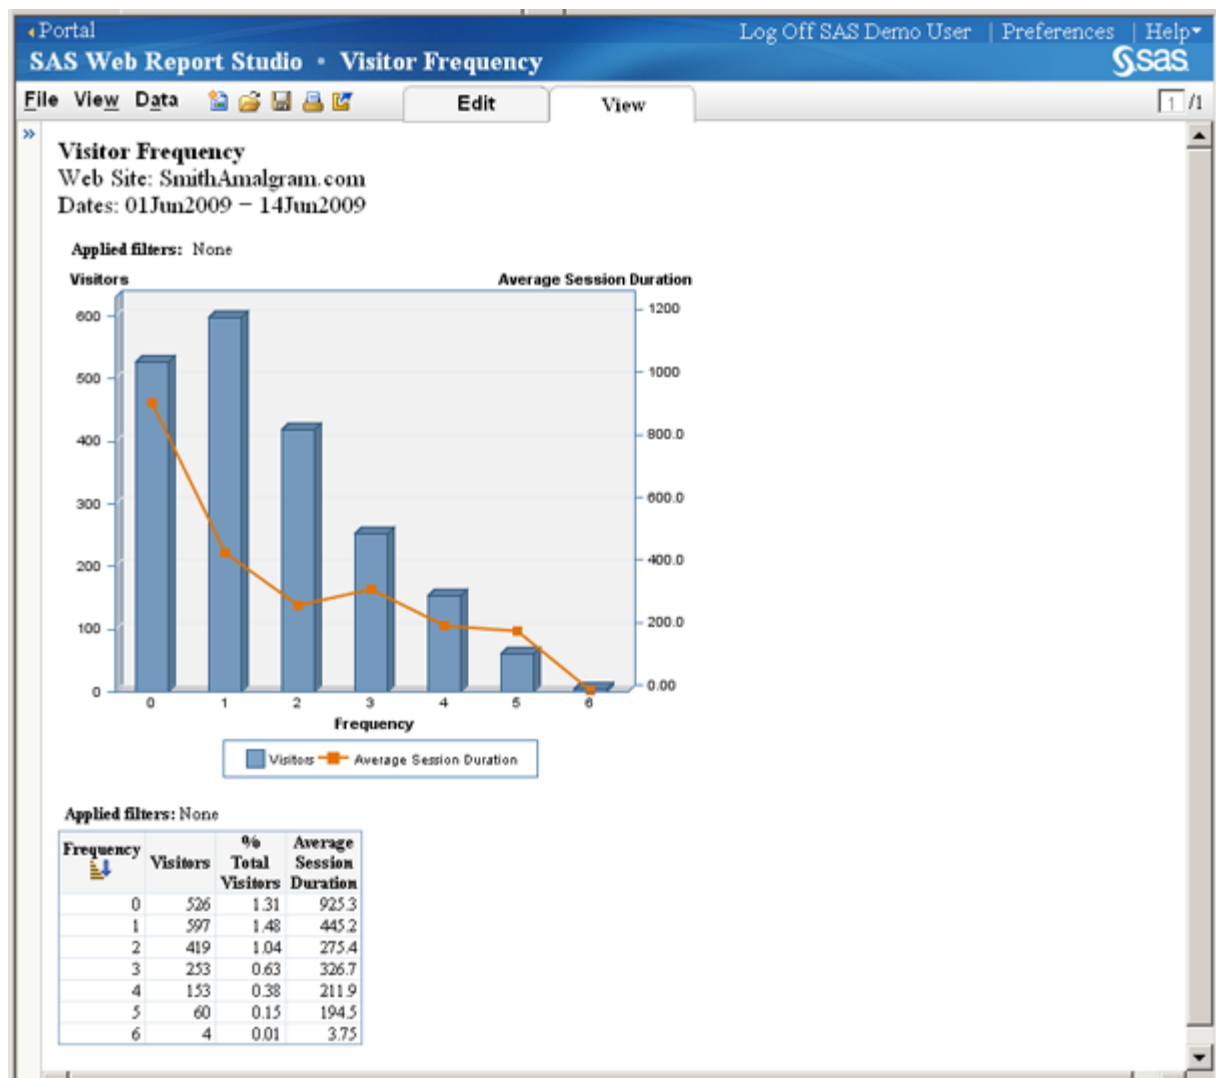 Portal Log Off SAS Demo User | Preferences | Help
SAS Web Report Studio • Visitor Frequency sas
File View Data Edit View 1 /1
»
Visitor Frequency
Web Site: SmithAmalgram.com
Dates: 01Jun2009 – 14Jun2009
Applied filters: None
Visitors Average Session Duration
600 1200
500 1000
400 800.0
300 600.0
200 400.0
100 200.0
0 0.00
0 1 2 3 4 5 6
Frequency
Visitors Average Session Duration
Applied filters: None
Frequency Visitors % Total Visitors Average Session Duration
0 526 1.31 925.3
1 597 1.48 445.2
2 419 1.04 275.4
3 253 0.63 326.7
4 153 0.38 211.9
5 60 0.15 194.5
6 4 0.01 3.75